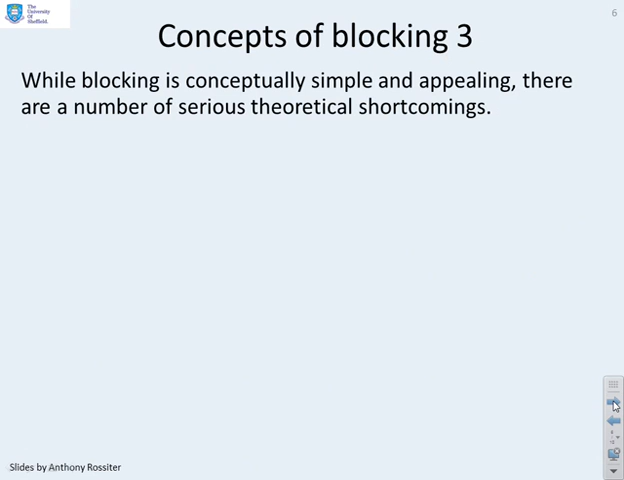 The
University
Of
Sheffield.
6
Concepts of blocking 3
While blocking is conceptually simple and appealing, there
are a number of serious theoretical shortcomings.
Slides by Anthony Rossiter